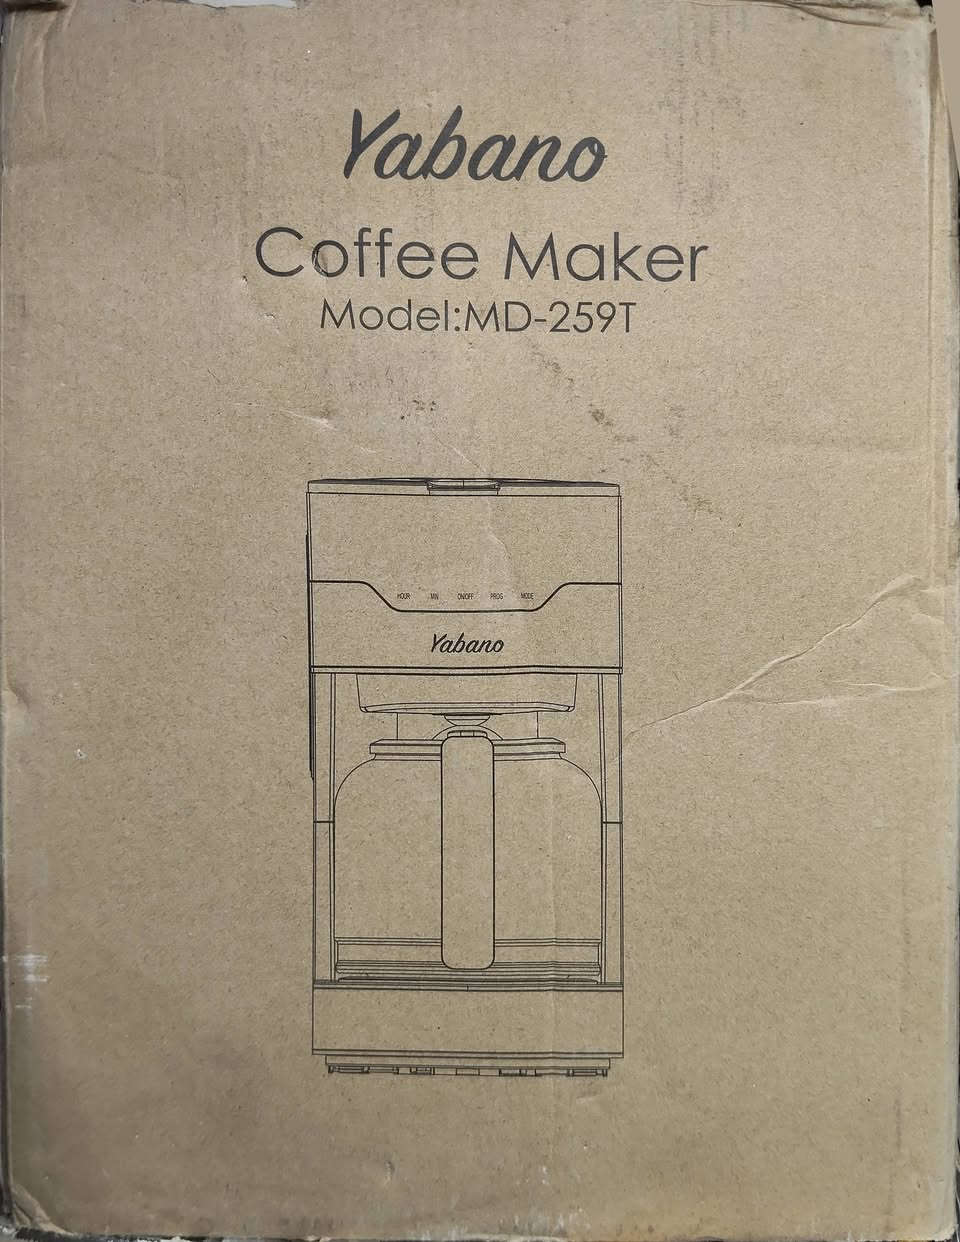 Yabano
Coffee Maker
Model:MD-259T
HOUR MIN ON/OFF PROG MODE
Yabano